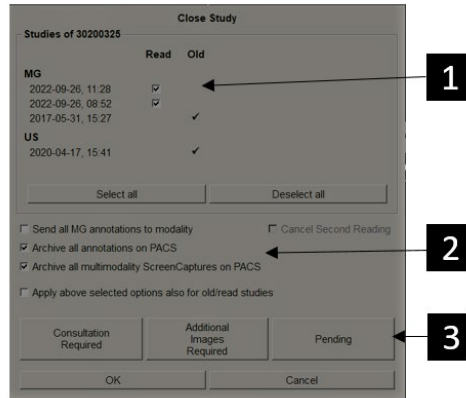 Close Study
Studies of 30200325
Read Old
MG
2022-09-26, 11:28
2022-09-26, 08:52
2017-05-31, 15:27
US
2020-04-17, 15:41
Select all Deselect all
Send all MG annotations to modality Cancel Second Reading
Archive all annotations on PACS
Archive all multimodality ScreenCaptures on PACS
Apply above selected options also for old/read studies
Consultation Required
Additional Images Required
Pending
OK Cancel
1
2
3